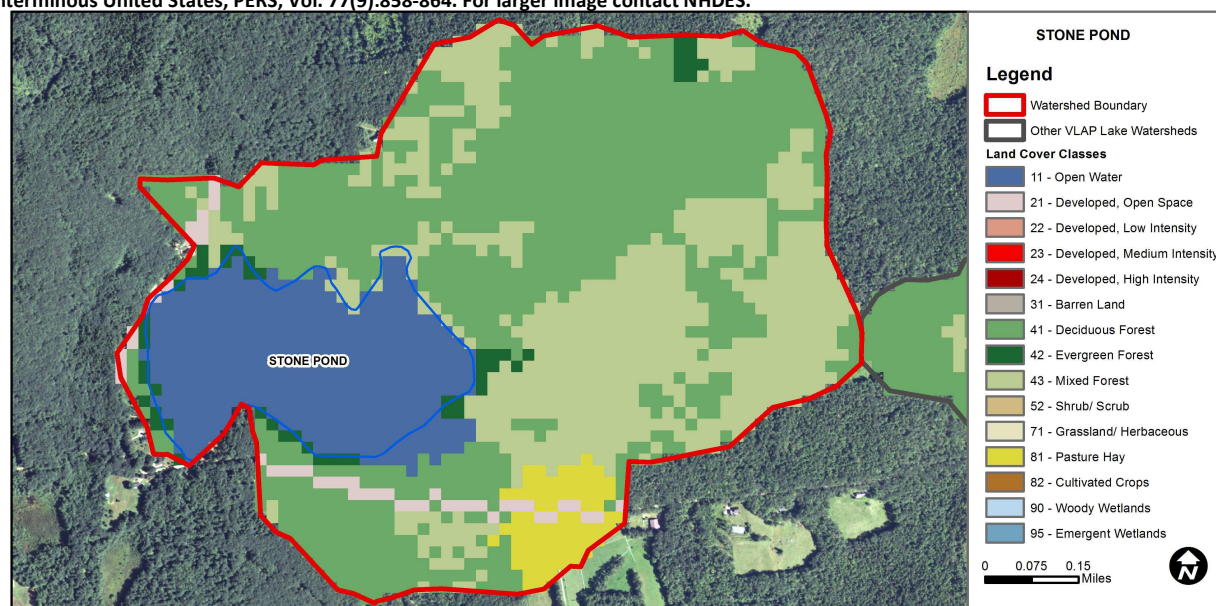 nterminous United States, PERS, Vol. 77(9):858-864. For larger image contact NHDES.
STONE POND
STONE POND
Legend
Watershed Boundary
Other VLAP Lake Watersheds
Land Cover Classes
11 - Open Water
21 - Developed, Open Space
22 - Developed, Low Intensity
23 - Developed, Medium Intensity
24 - Developed, High Intensity
31 - Barren Land
41 - Deciduous Forest
42 - Evergreen Forest
43 - Mixed Forest
52 - Shrub/ Scrub
71 - Grassland/ Herbaceous
81 - Pasture Hay
82 - Cultivated Crops
90 - Woody Wetlands
95 - Emergent Wetlands
0 0.075 0.15
Miles
N